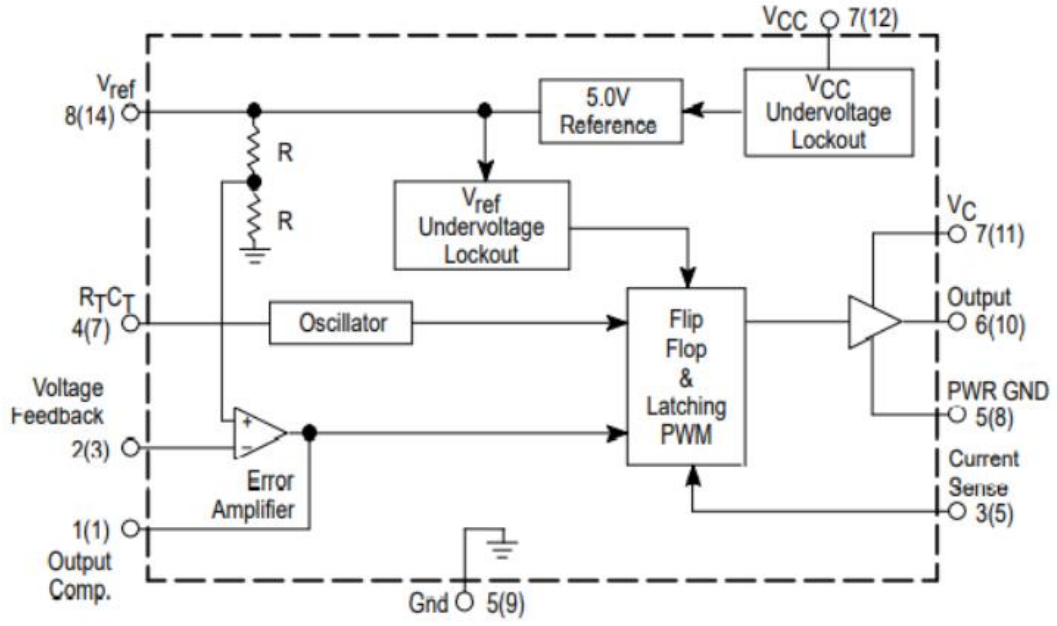 VCC 7(12)
Vref
8(14)
5.0V
Reference
VCC
Undervoltage
Lockout
R
R
Vref
Undervoltage
Lockout
VC
7(11)
RTCT
4(7)
Oscillator
Flip
Flop
&
Latching
PWM
Output
6(10)
Voltage
Feedback
2(3)
+
−
Error
Amplifier
PWR GND
5(8)
Current
Sense
3(5)
1(1)
Output
Comp.
Gnd 5(9)